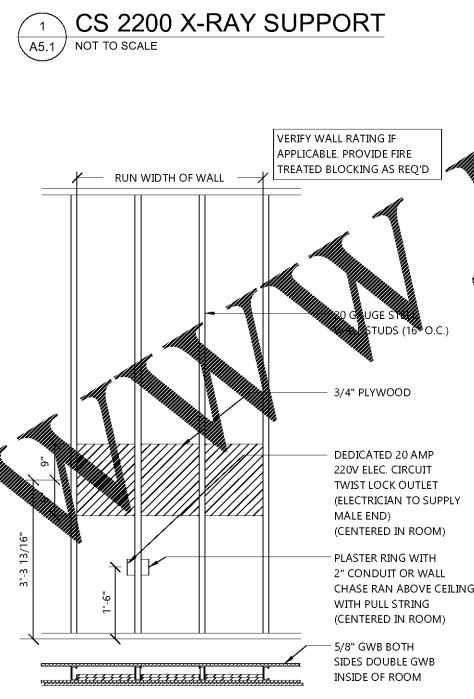 1
A5.1
CS 2200 X-RAY SUPPORT
NOT TO SCALE
VERIFY WALL RATING IF
APPLICABLE. PROVIDE FIRE
TREATED BLOCKING AS REQ'D
RUN WIDTH OF WALL
20 GAUGE
STUDS (16" O.C.)
3/4" PLYWOOD
9"
DEDICATED 20 AMP
220V ELEC. CIRCUIT
TWIST LOCK OUTLET
(ELECTRICIAN TO SUPPLY
MALE END)
(CENTERED IN ROOM)
3'-3 13/16"
1'-6"
PLASTER RING WITH
2" CONDUIT OR WALL
CHASE RAN ABOVE CEILING
WITH PULL STRING
(CENTERED IN ROOM)
5/8" GWB BOTH
SIDES DOUBLE GWB
INSIDE OF ROOM
WWW